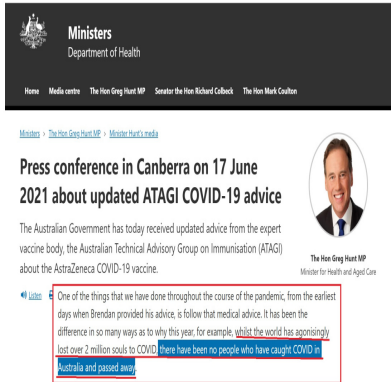 Ministers
Department of Health
Home Media centre The Hon Greg Hunt MP Senator the Hon Richard Colbeck The Hon Mark Coulton
Ministers > The Hon Greg Hunt MP > Minister Hunt's media
Press conference in Canberra on 17 June
2021 about updated ATAGI COVID-19 advice
The Australian Government has today received updated advice from the expert
vaccine body, the Australian Technical Advisory Group on Immunisation (ATAGI)
about the AstraZeneca COVID-19 vaccine.
The Hon Greg Hunt MP
Minister for Health and Aged Care
Listen
One of the things that we have done throughout the course of the pandemic, from the earliest
days when Brendan provided his advice, is follow that medical advice. It has been the
difference in so many ways as to why this year, for example, whilst the world has agonisingly
lost over 2 million souls to COVID, there have been no people who have caught COVID in
Australia and passed away